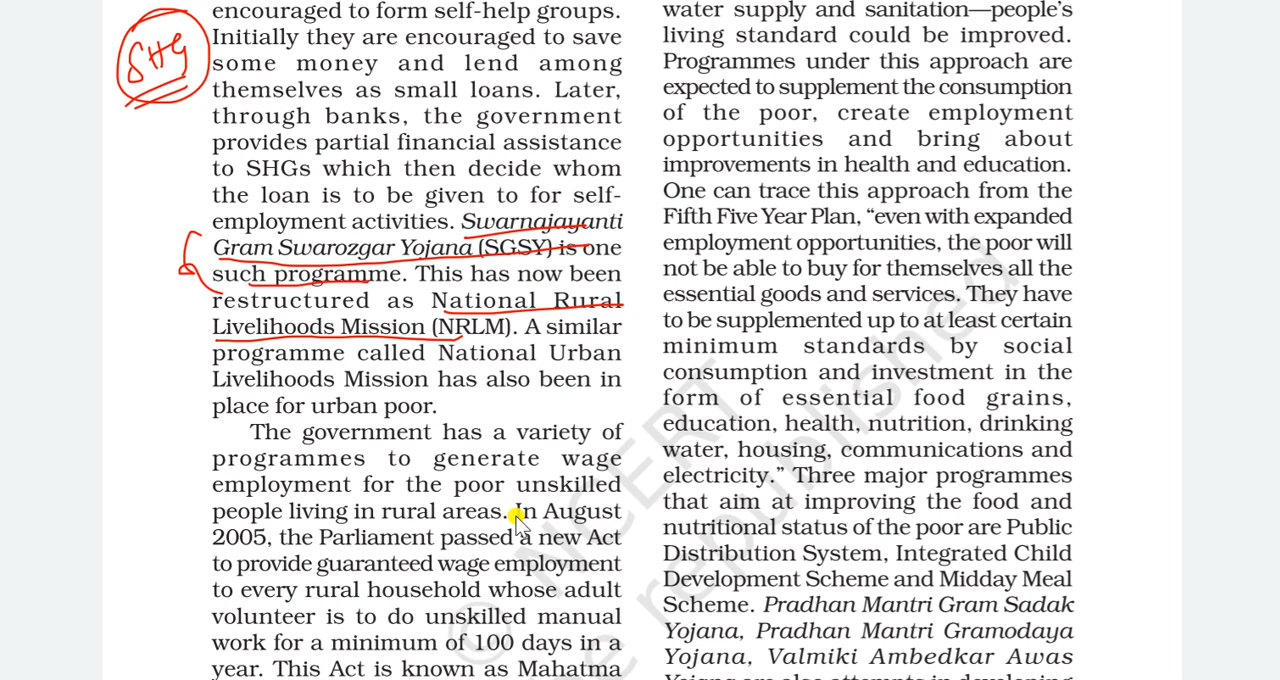 SHG
encouraged to form self-help groups.
Initially they are encouraged to save
some money and lend among
themselves as small loans. Later,
through banks, the government
provides partial financial assistance
to SHGs which then decide whom
the loan is to be given to for self-
employment activities. Swarnajayanti
Gram Swarozgar Yojana (SGSY) is one
such programme. This has now been
restructured as National Rural
Livelihoods Mission (NRLM). A similar
programme called National Urban
Livelihoods Mission has also been in
place for urban poor.
The government has a variety of
programmes to generate wage
employment for the poor unskilled
people living in rural areas. In August
2005, the Parliament passed a new Act
to provide guaranteed wage employment
to every rural household whose adult
volunteer is to do unskilled manual
work for a minimum of 100 days in a
year. This Act is known as Mahatma
water supply and sanitation—people's
living standard could be improved.
Programmes under this approach are
expected to supplement the consumption
of the poor, create employment
opportunities and bring about
improvements in health and education.
One can trace this approach from the
Fifth Five Year Plan, “even with expanded
employment opportunities, the poor will
not be able to buy for themselves all the
essential goods and services. They have
to be supplemented up to at least certain
minimum standards by social
consumption and investment in the
form of essential food grains,
education, health, nutrition, drinking
water, housing, communications and
electricity.” Three major programmes
that aim at improving the food and
nutritional status of the poor are Public
Distribution System, Integrated Child
Development Scheme and Midday Meal
Scheme. Pradhan Mantri Gram Sadak
Yojana, Pradhan Mantri Gramodaya
Yojana, Valmiki Ambedkar Awas
Yojana are also attempts in developing
© NCERT
be republished